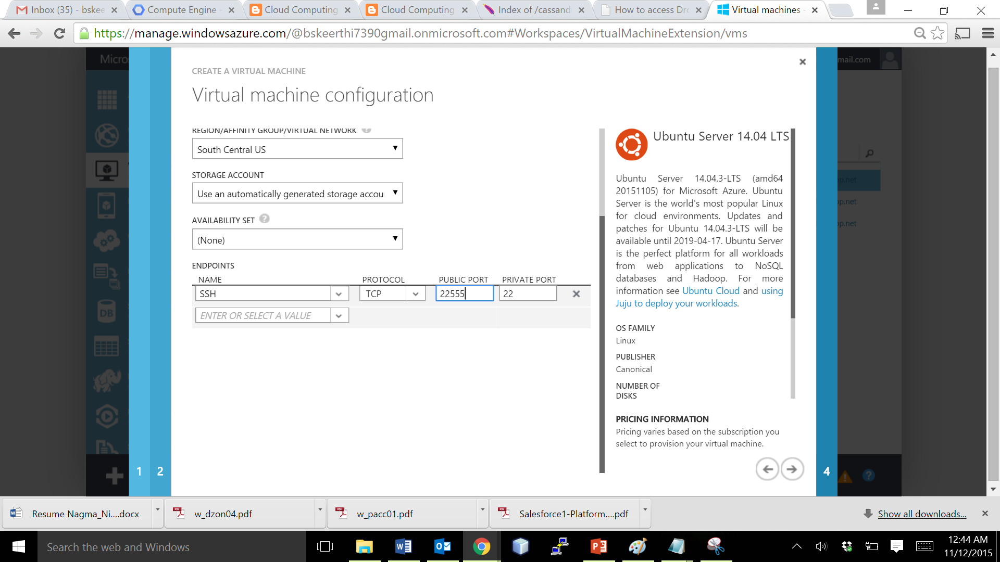 Inbox (35) - bske
Compute Engine -
Cloud Computing
Cloud Computing
Index of /cassand
How to access Dro
Virtual machines -
https://manage.windowsazure.com/@bskeerthi7390gmail.onmicrosoft.com#Workspaces/VirtualMachineExtension/vms
Micro
mail.com
CREATE A VIRTUAL MACHINE
Virtual machine configuration
REGION/AFFINITY GROUP/VIRTUAL NETWORK ?
South Central US
STORAGE ACCOUNT
Use an automatically generated storage accou
AVAILABILITY SET ?
(None)
ENDPOINTS
NAME PROTOCOL PUBLIC PORT PRIVATE PORT
SSH TCP 22555 22
ENTER OR SELECT A VALUE
Ubuntu Server 14.04 LTS
Ubuntu Server 14.04.3-LTS (amd64
20151105) for Microsoft Azure. Ubuntu
Server is the world's most popular Linux
for cloud environments. Updates and
patches for Ubuntu 14.04.3-LTS will be
available until 2019-04-17. Ubuntu Server
is the perfect platform for all workloads
from web applications to NoSQL
databases and Hadoop. For more
information see Ubuntu Cloud and using
Juju to deploy your workloads.
OS FAMILY
Linux
PUBLISHER
Canonical
NUMBER OF
DISKS
PRICING INFORMATION
Pricing varies based on the subscription you
select to provision your virtual machine.
pp.net
pp.net
pp.net
DB
1 2
4
?
Resume Nagma_Ni....docx
w_dzon04.pdf
w_pacc01.pdf
Salesforce1-Platform....pdf
Show all downloads...
Search the web and Windows
12:44 AM
11/12/2015